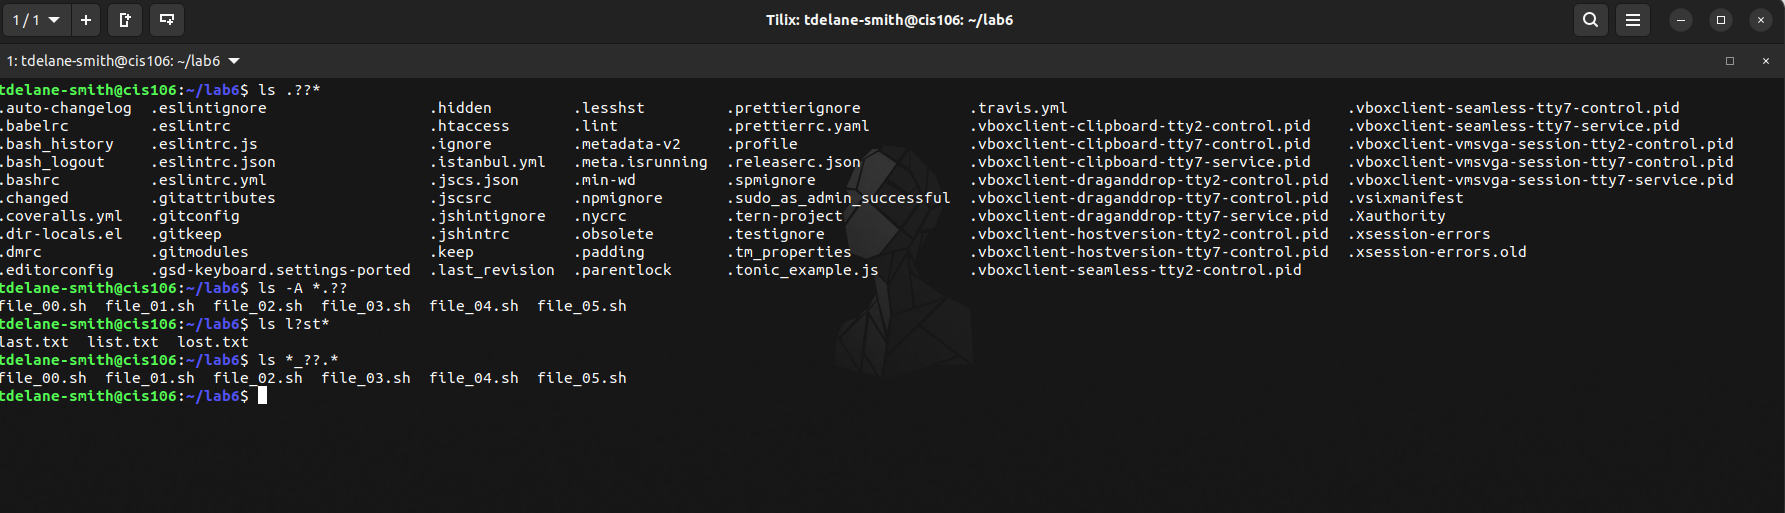 1 / 1
Tilix: tdelane-smith@cis106: ~/lab6
1: tdelane-smith@cis106: ~/lab6
tdelane-smith@cis106:~/lab6$ ls .??*
.auto-changelog .eslintignore .hidden .lesshst .prettierignore .travis.yml .vboxclient-seamless-tty7-control.pid
.babelrc .eslintrc .htaccess .lint .prettierrc.yaml .vboxclient-clipboard-tty2-control.pid .vboxclient-seamless-tty7-service.pid
.bash_history .eslintrc.js .ignore .metadata-v2 .profile .vboxclient-clipboard-tty7-control.pid .vboxclient-vmsvga-session-tty2-control.pid
.bash_logout .eslintrc.json .istanbul.yml .meta.isrunning .releaserc.json .vboxclient-clipboard-tty7-service.pid .vboxclient-vmsvga-session-tty7-control.pid
.bashrc .eslintrc.yml .jscs.json .min-wd .spmignore .vboxclient-draganddrop-tty2-control.pid .vboxclient-vmsvga-session-tty7-service.pid
.changed .gitattributes .jscsrc .npmignore .sudo_as_admin_successful .vboxclient-draganddrop-tty7-control.pid .vsixmanifest
.coveralls.yml .gitconfig .jshintignore .nycrc .tern-project .vboxclient-draganddrop-tty7-service.pid .Xauthority
.dir-locals.el .gitkeep .jshintrc .obsolete .testignore .vboxclient-hostversion-tty2-control.pid .xsession-errors
.dmrc .gitmodules .keep .padding .tm_properties .vboxclient-hostversion-tty7-control.pid .xsession-errors.old
.editorconfig .gsd-keyboard.settings-ported .last_revision .parentlock .tonic_example.js .vboxclient-seamless-tty2-control.pid
tdelane-smith@cis106:~/lab6$ ls -A *.??
file_00.sh file_01.sh file_02.sh file_03.sh file_04.sh file_05.sh
tdelane-smith@cis106:~/lab6$ ls l?st*
last.txt list.txt lost.txt
tdelane-smith@cis106:~/lab6$ ls *_??.*
file_00.sh file_01.sh file_02.sh file_03.sh file_04.sh file_05.sh
tdelane-smith@cis106:~/lab6$